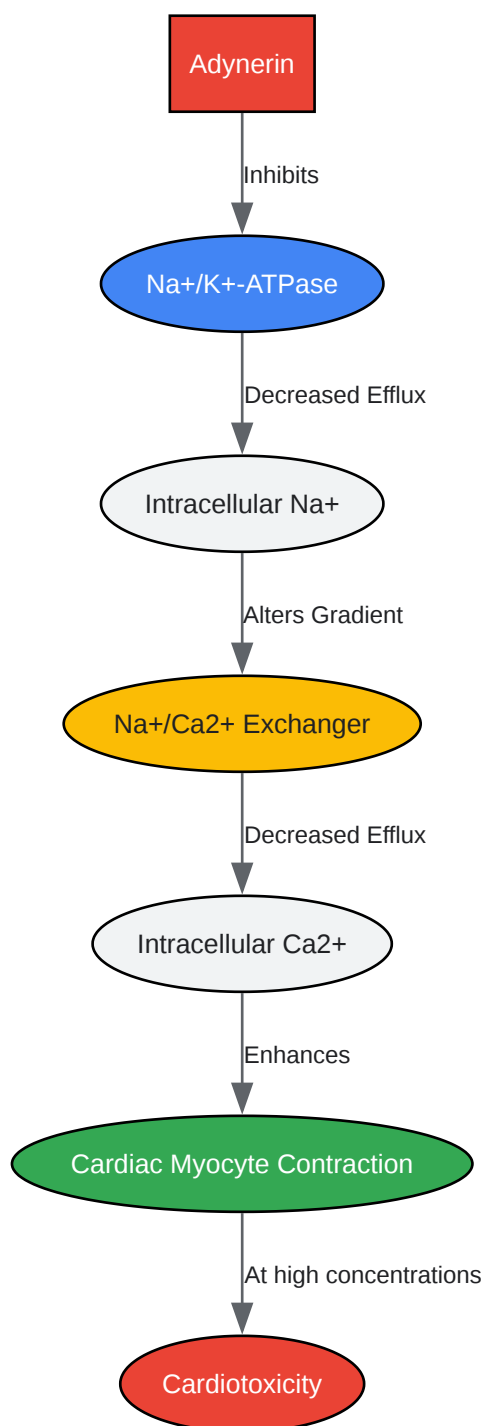 Adynerin
Inhibits
Na+/K+-ATPase
Decreased Efflux
Intracellular Na+
Alters Gradient
Na+/Ca2+ Exchanger
Decreased Efflux
Intracellular Ca2+
Enhances
Cardiac Myocyte Contraction
At high concentrations
Cardiotoxicity